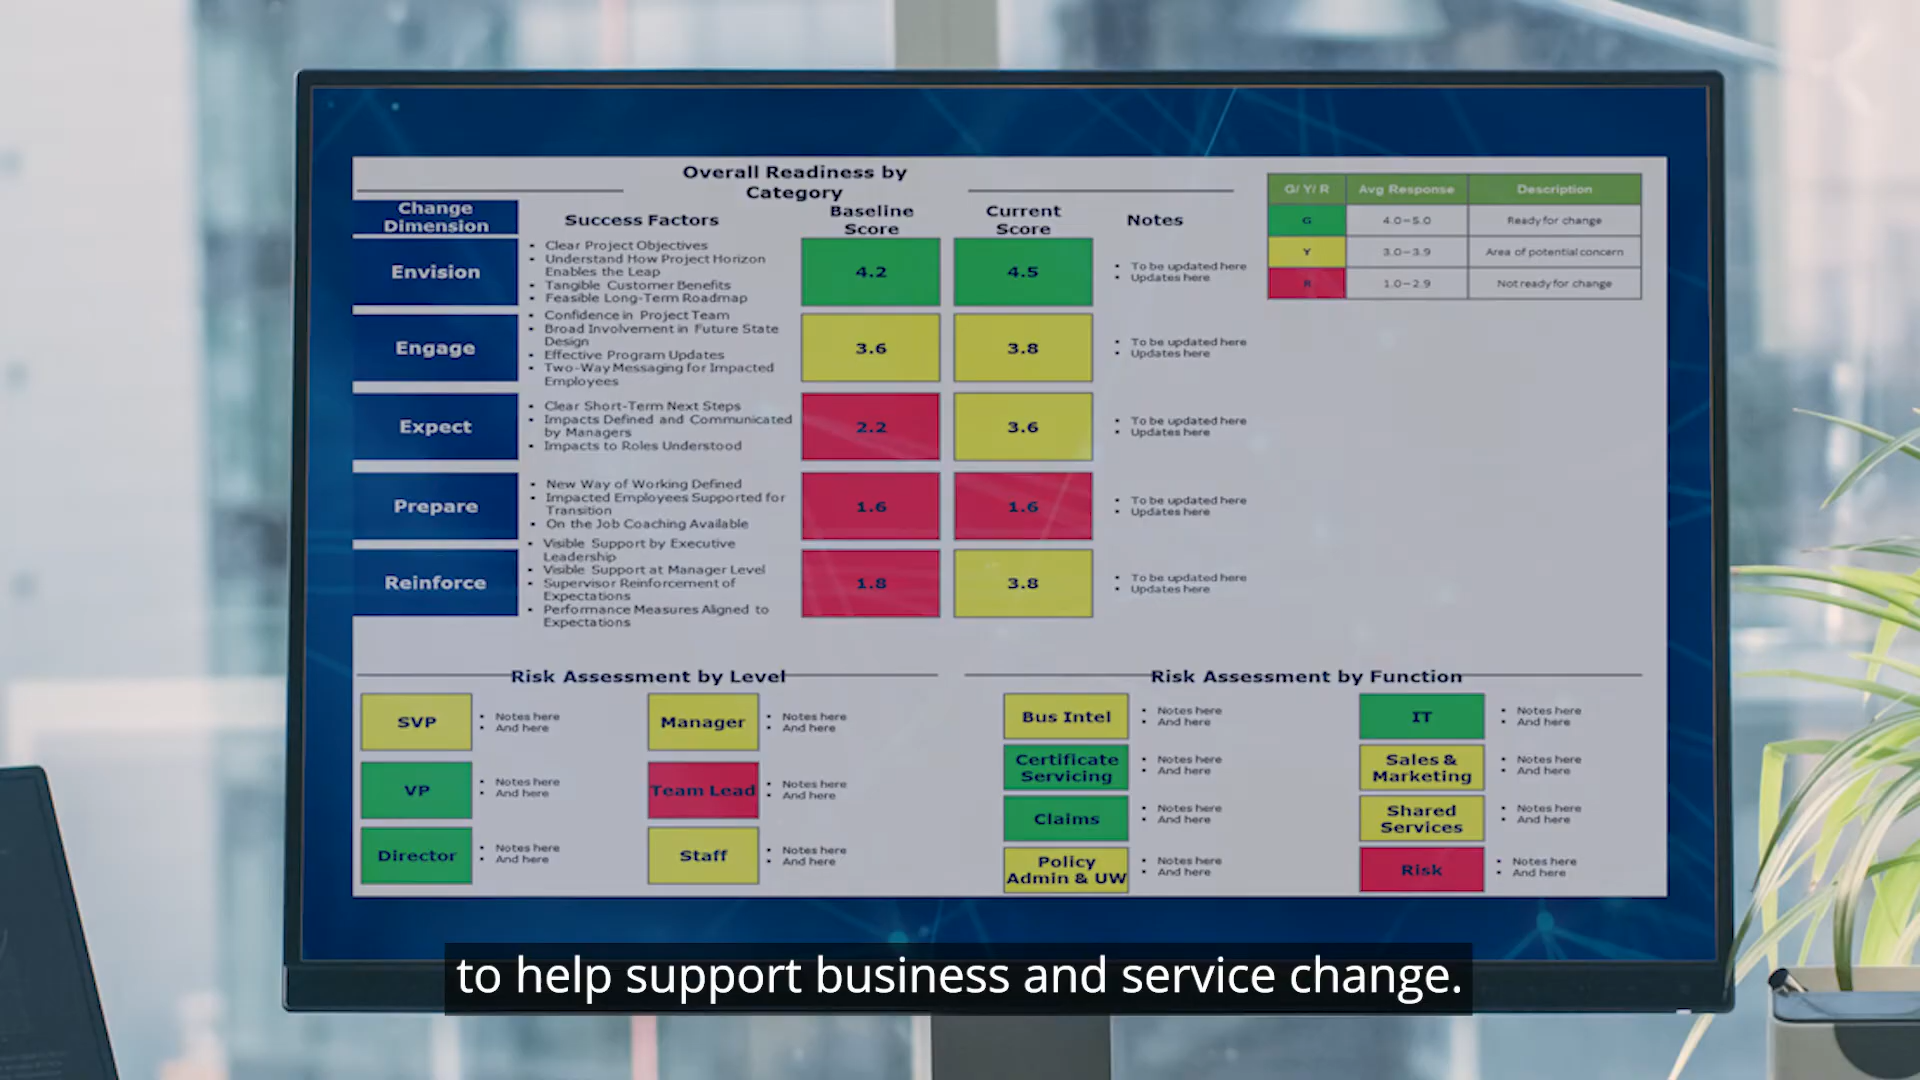 Overall Readiness by
Category
Change
Dimension
Success Factors
Baseline
Score
Current
Score
Notes
Envision
• Clear Project Objectives
• Understand How Project Horizon
Enables the Leap
• Tangible Customer Benefits
• Feasible Long-Term Roadmap
4.2
4.5
• To be updated here
• Updates here
Engage
• Confidence in Project Team
• Broad Involvement in Future State
Design
• Effective Program Updates
• Two-Way Messaging for Impacted
Employees
3.6
3.8
• To be updated here
• Updates here
Expect
• Clear Short-Term Next Steps
• Impacts Defined and Communicated
by Managers
• Impacts to Roles Understood
2.2
3.6
• To be updated here
• Updates here
Prepare
• New Way of Working Defined
• Impacted Employees Supported for
Transition
• On the Job Coaching Available
1.6
1.6
• To be updated here
• Updates here
Reinforce
• Visible Support by Executive
Leadership
• Visible Support at Manager Level
• Supervisor Reinforcement of
Expectations
• Performance Measures Aligned to
Expectations
1.8
3.8
• To be updated here
• Updates here
G/ Y/ R Avg Response Description
G 4.0-5.0 Ready for change
Y 3.0-3.9 Area of potential concern
R 1.0-2.9 Not ready for change
Risk Assessment by Level
SVP
• Notes here
• And here
Manager
• Notes here
• And here
VP
• Notes here
• And here
Team Lead
• Notes here
• And here
Director
• Notes here
• And here
Staff
• Notes here
• And here
Risk Assessment by Function
Bus Intel
• Notes here
• And here
IT
• Notes here
• And here
Certificate
Servicing
• Notes here
• And here
Sales &
Marketing
• Notes here
• And here
Claims
• Notes here
• And here
Shared
Services
• Notes here
• And here
Policy
Admin & UW
• Notes here
• And here
Risk
• Notes here
• And here
to help support business and service change.